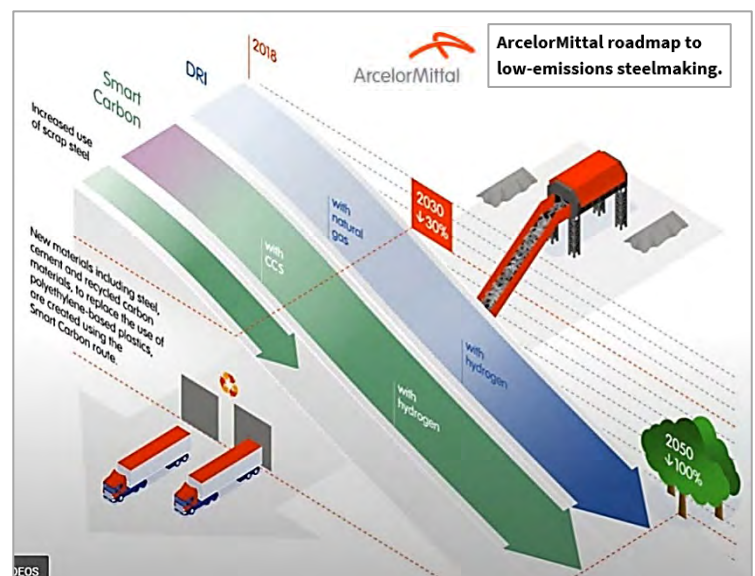 ArcelorMittal roadmap to
low-emissions steelmaking.
ArcelorMittal
2018
DRI
Smart
Carbon
Increased use
of scrap steel
with
natural
gas
2030
↓30%
with
CCS
New materials including steel,
cement and recycled carbon
materials, to replace the use of
polyethylene-based plastics,
are created using the
Smart Carbon route.
with
hydrogen
with
hydrogen
2050
↓100%
DEOS